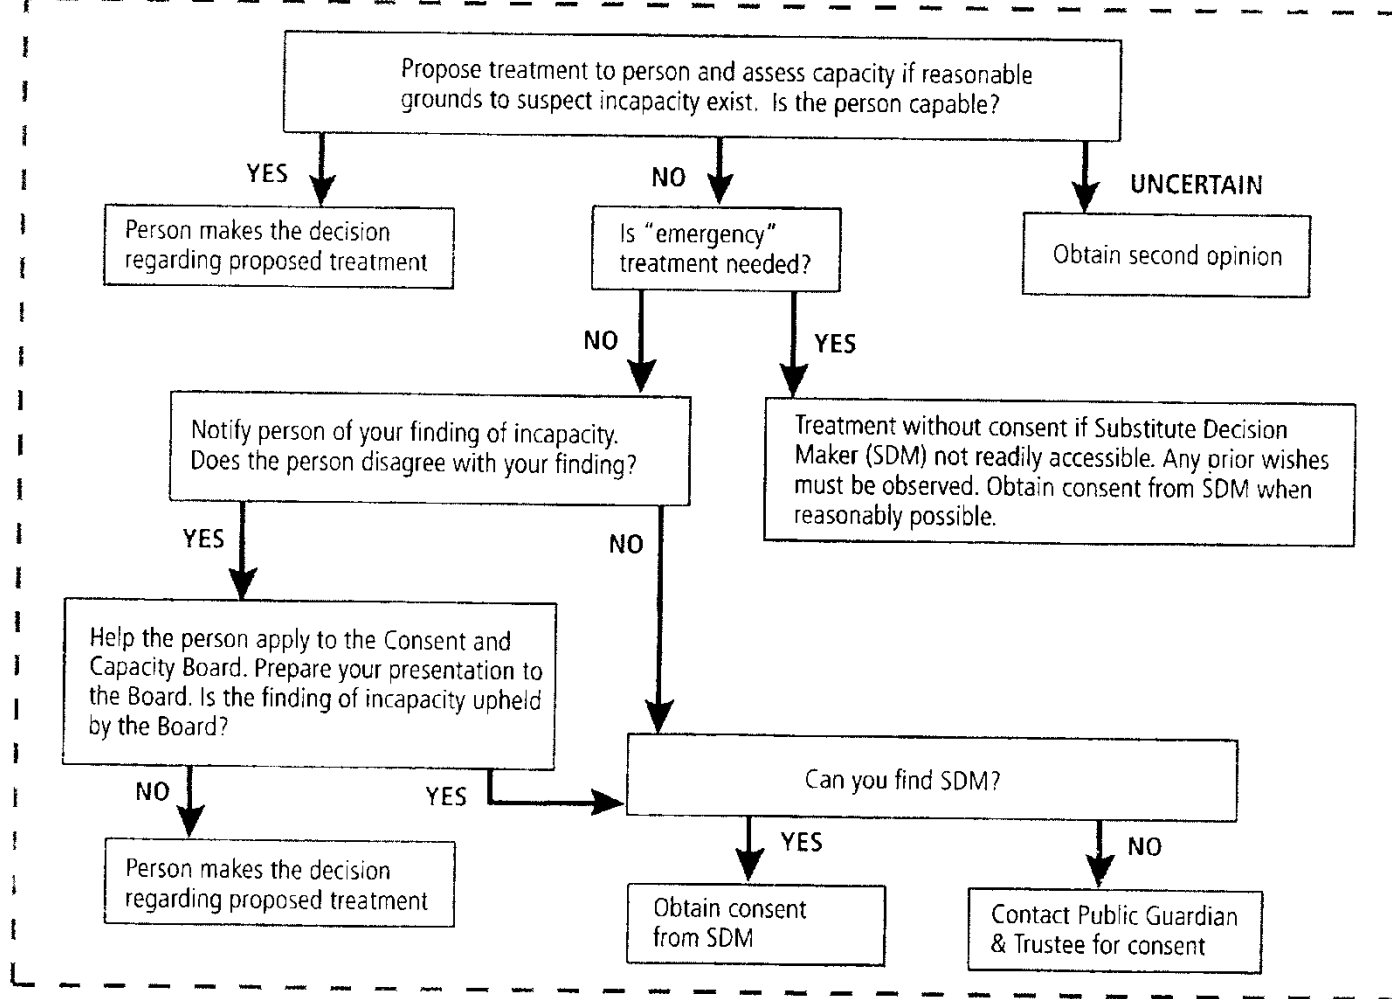 Propose treatment to person and assess capacity if reasonable
grounds to suspect incapacity exist. Is the person capable?
YES
NO
UNCERTAIN
Person makes the decision
regarding proposed treatment
Is “emergency”
treatment needed?
Obtain second opinion
NO
YES
Notify person of your finding of incapacity.
Does the person disagree with your finding?
Treatment without consent if Substitute Decision
Maker (SDM) not readily accessible. Any prior wishes
must be observed. Obtain consent from SDM when
reasonably possible.
YES
NO
Help the person apply to the Consent and
Capacity Board. Prepare your presentation to
the Board. Is the finding of incapacity upheld
by the Board?
Can you find SDM?
NO
YES
YES
NO
Person makes the decision
regarding proposed treatment
Obtain consent
from SDM
Contact Public Guardian
& Trustee for consent